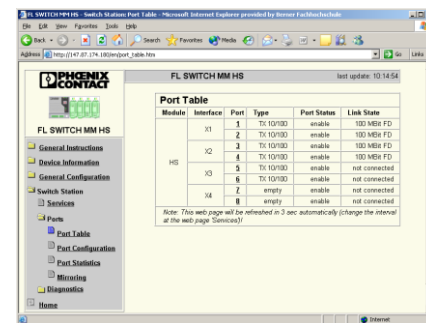 FL SWITCH MM HS - Switch Station: Port Table - Microsoft Internet Explorer provided by Berner Fachhochschule
File Edit View Favorites Tools Help
Back Search Favorites Media
Address http://147.87.174.180/en/port_table.htm Go Links
PHŒNIX CONTACT
FL SWITCH MM HS
General Instructions
Device Information
General Configuration
Switch Station
Services
Ports
Port Table
Port Configuration
Port Statistics
Mirroring
Diagnostics
Home
FL SWITCH MM HS last update: 10:14:54
Port Table
Module Interface Port Type Port Status Link State
HS X1 1 TX 10/100 enable 100 MBit FD
2 TX 10/100 enable 100 MBit FD
X2 3 TX 10/100 enable 100 MBit FD
4 TX 10/100 enable 100 MBit FD
X3 5 TX 10/100 enable not connected
6 TX 10/100 enable not connected
X4 7 empty enable not connected
8 empty enable not connected
Note: This web page will be refreshed in 3 sec automatically (change the interval
at the web page 'Services')!
Internet